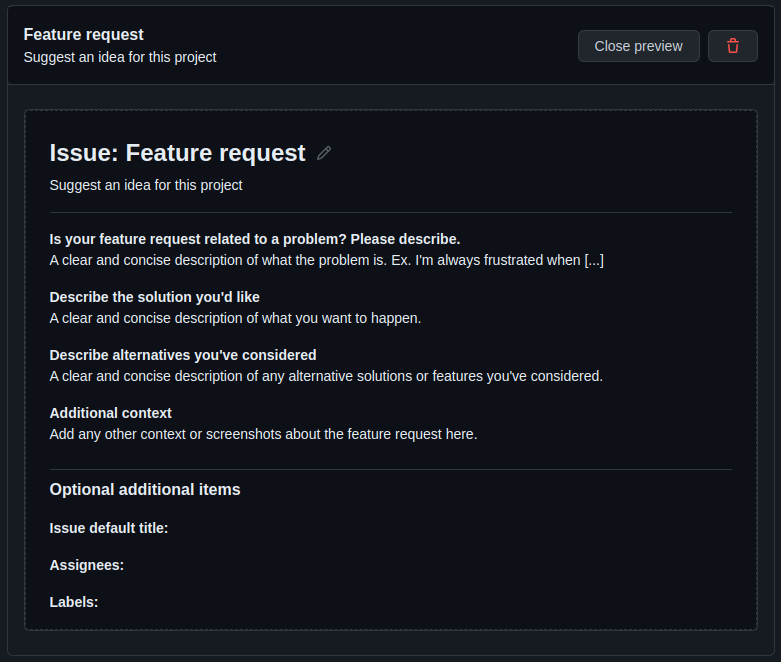 Feature request
Suggest an idea for this project
Close preview
Issue: Feature request
Suggest an idea for this project
Is your feature request related to a problem? Please describe.
A clear and concise description of what the problem is. Ex. I'm always frustrated when [...]
Describe the solution you'd like
A clear and concise description of what you want to happen.
Describe alternatives you've considered
A clear and concise description of any alternative solutions or features you've considered.
Additional context
Add any other context or screenshots about the feature request here.
Optional additional items
Issue default title:
Assignees:
Labels: